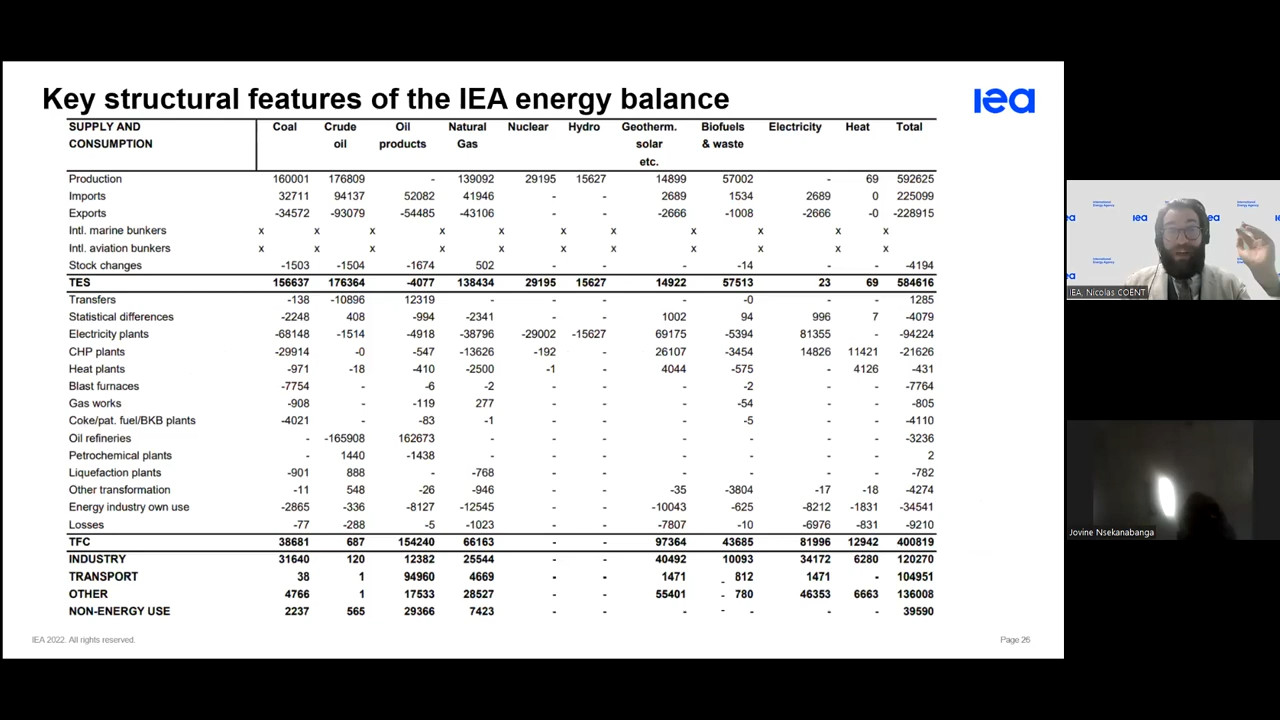 Key structural features of the IEA energy balance
iea
SUPPLY AND CONSUMPTION Coal Crude oil Oil products Natural Gas Nuclear Hydro Geotherm. solar etc. Biofuels & waste Electricity Heat Total
Production 160001 176809 - 139092 29195 15627 14899 57002 - 69 592625
Imports 32711 94137 52082 41946 - - 2689 1534 2689 0 225099
Exports -34572 -93079 -54485 -43106 - - -2666 -1008 -2666 -0 -228915
Intl. marine bunkers x x x x x x x x x x x
Intl. aviation bunkers x x x x x x x x x x x
Stock changes -1503 -1504 -1674 502 - - - -14 - - -4194
TES 156637 176364 -4077 138434 29195 15627 14922 57513 23 69 584616
Transfers -138 -10896 12319 - - - - -0 - - 1285
Statistical differences -2248 408 -994 -2341 - - 1002 94 996 7 -4079
Electricity plants -68148 -1514 -4918 -38796 -29002 -15627 69175 -5394 81355 - -94224
CHP plants -29914 -0 -547 -13626 -192 - 26107 -3454 14826 11421 -21626
Heat plants -971 -18 -410 -2500 -1 - 4044 -575 - 4126 -431
Blast furnaces -7754 - -6 -2 - - - -2 - - -7764
Gas works -908 - -119 277 - - - -54 - - -805
Coke/pat. fuel/BKB plants -4021 - -83 -1 - - - -5 - - -4110
Oil refineries - -165908 162673 - - - - - - - -3236
Petrochemical plants - 1440 -1438 - - - - - - - 2
Liquefaction plants -901 888 - -768 - - - - - - -782
Other transformation -11 548 -26 -946 - - -35 -3804 -17 -18 -4274
Energy industry own use -2865 -336 -8127 -12545 - - -10043 -625 -8212 -1831 -34541
Losses -77 -288 -5 -1023 - - -7807 -10 -6976 -831 -9210
TFC 38681 687 154240 66163 - - 97364 43685 81996 12942 400819
INDUSTRY 31640 120 12382 25544 - - 40492 10093 34172 6280 120270
TRANSPORT 38 1 94960 4669 - - 1471 - 812 1471 - 104951
OTHER 4766 1 17533 28527 - - 55401 - 780 46353 6663 136008
NON-ENERGY USE 2237 565 29366 7423 - - - - - - - 39590
IEA 2022. All rights reserved.
Page 26
IEA, Nicolas COENT
Jovine Nsekanabanga